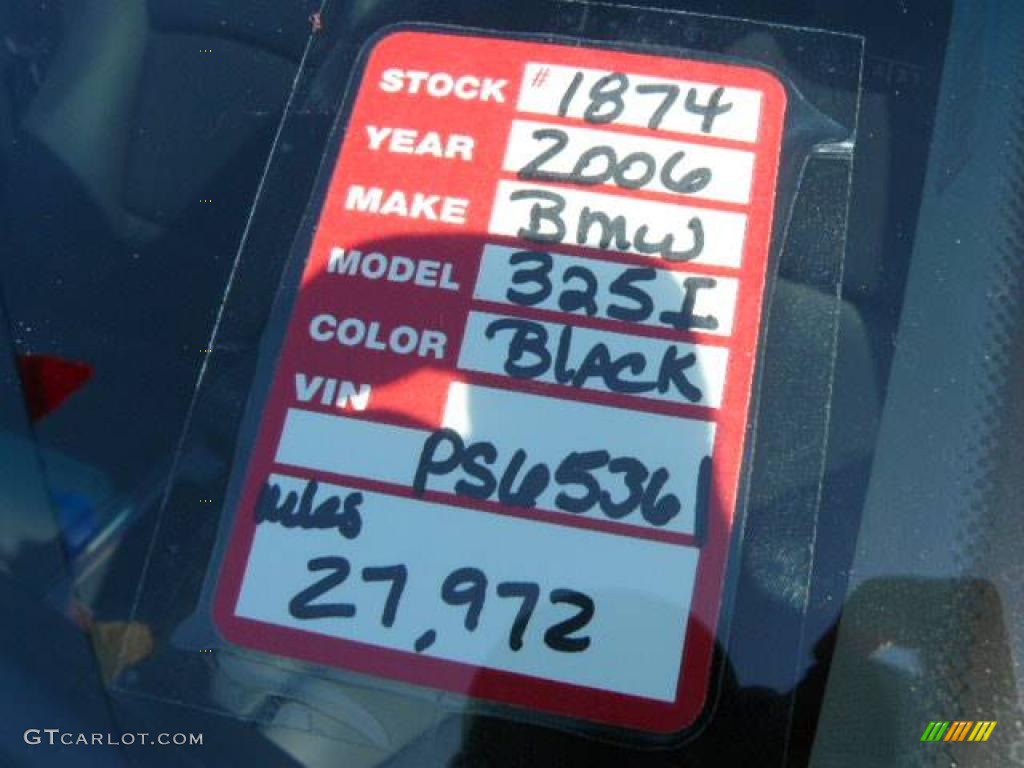 STOCK # 1874
YEAR 2006
MAKE BMW
MODEL 325I
COLOR BLACK
VIN
PS65361
miles
27,972
GTCARLOT.COM